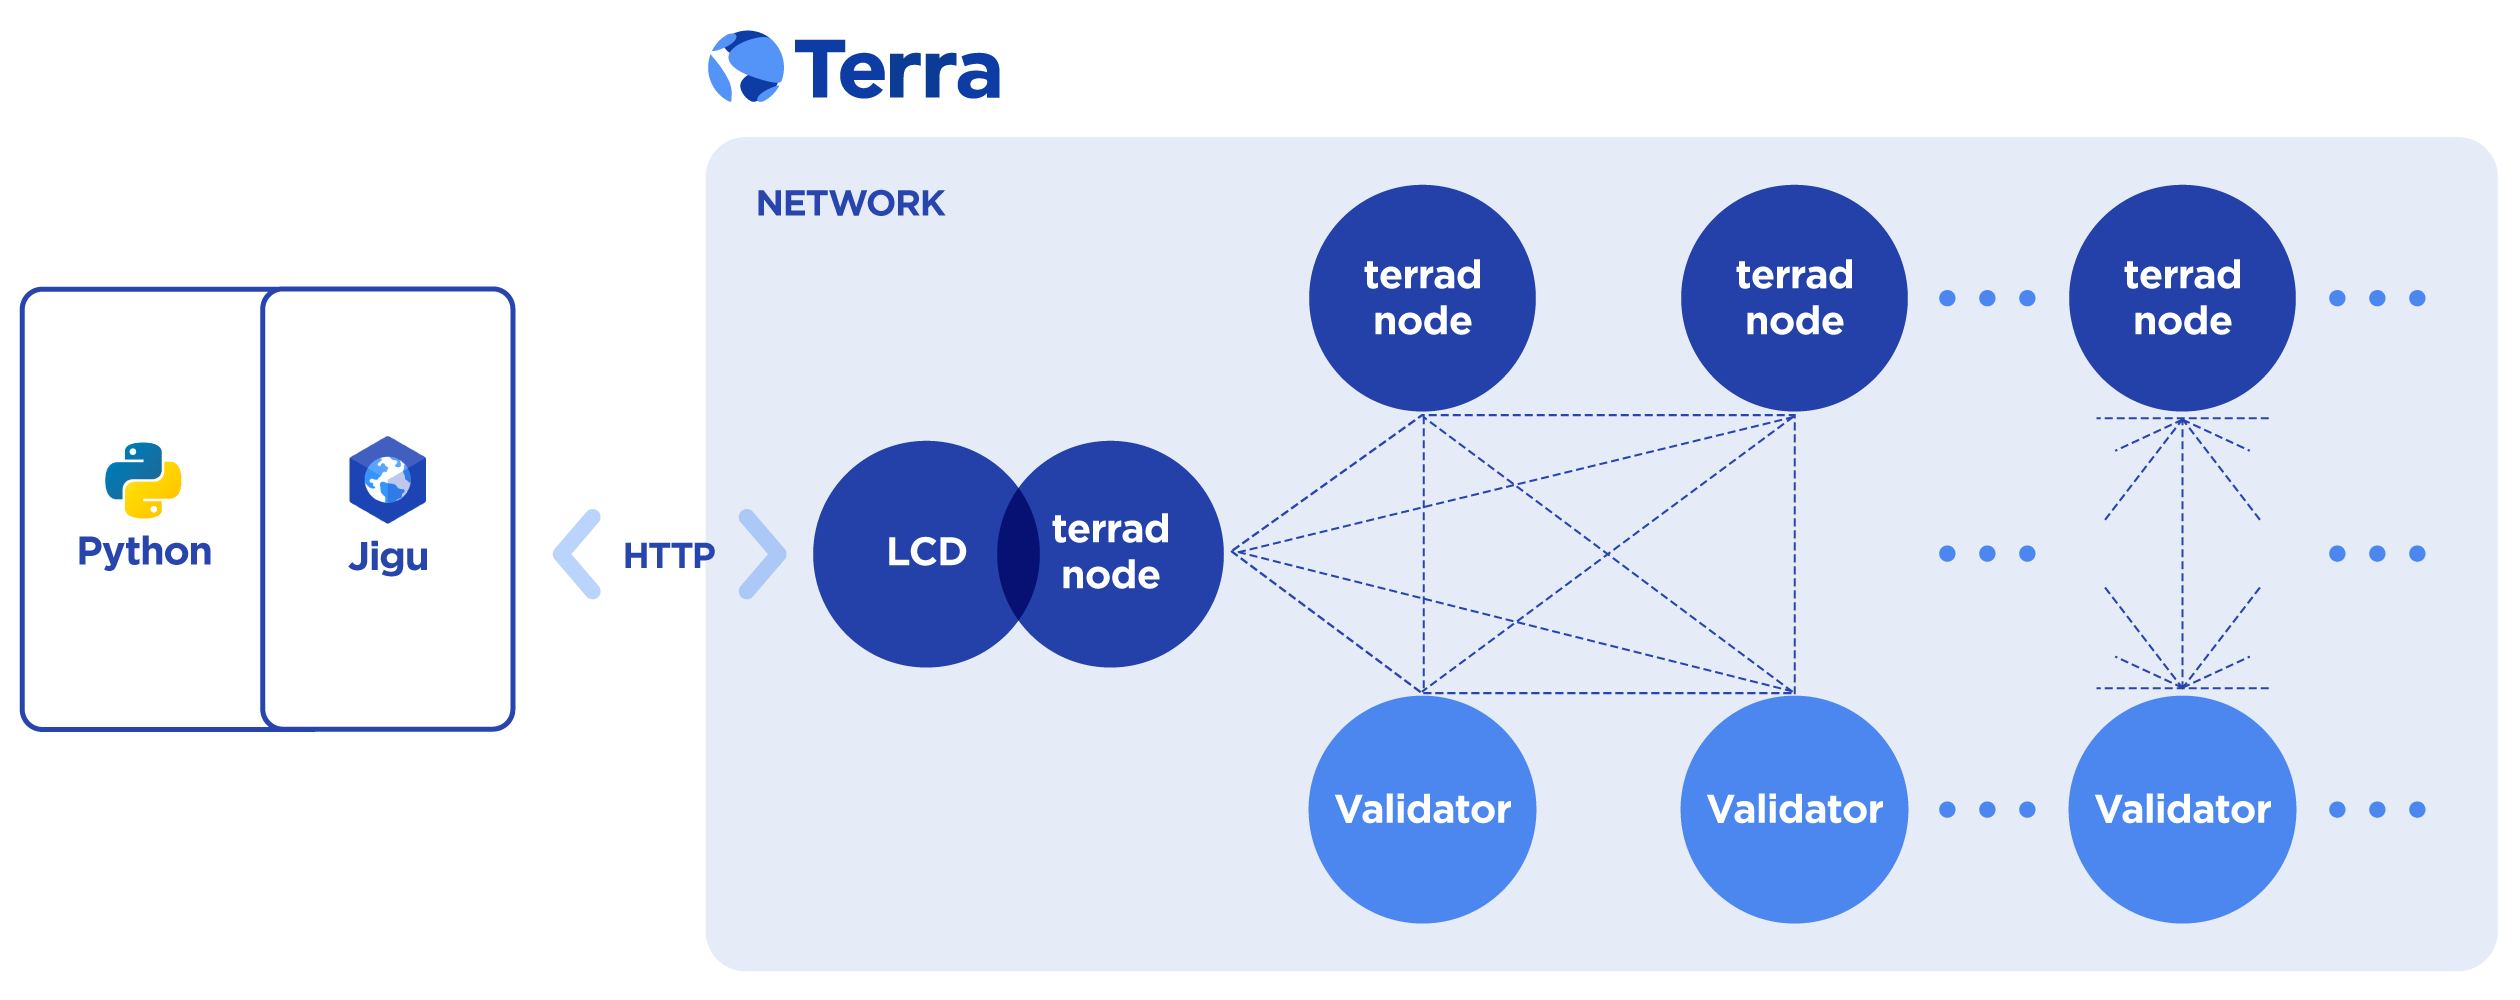 Terra
NETWORK
terrad
node
terrad
node
terrad
node
Python
Jigu
HTTP
LCD
terrad
node
Validator
Validator
Validator